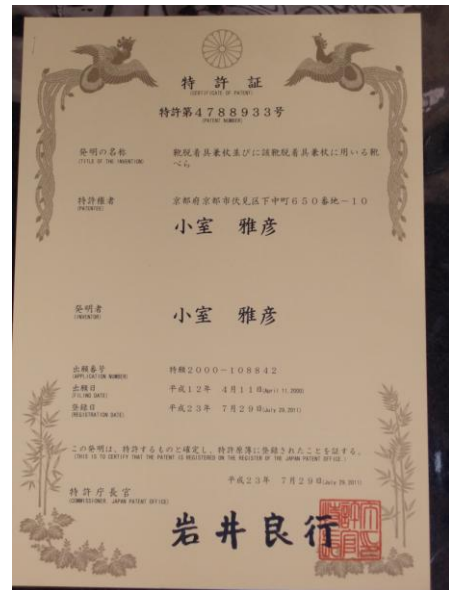 特許証
(CERTIFICATE OF PATENT)
特許第4788933号
(PATENT NUMBER)
発明の名称
(TITLE OF THE INVENTION)
靴脱着具兼杖並びに該靴脱着具兼杖に用いる靴
べら
特許権者
(PATENTEE)
京都府京都市伏見区下中町650番地-10
小室 雅彦
発明者
(INVENTOR)
小室 雅彦
出願番号
(APPLICATION NUMBER)
特願2000-108842
出願日
(FILING DATE)
平成12年 4月11日(April 11,2000)
登録日
(REGISTRATION DATE)
平成23年 7月29日(July 29,2011)
この発明は、特許するものと確定し、特許原簿に登録されたことを証する。
(THIS IS TO CERTIFY THAT THE PATENT IS REGISTERED ON THE REGISTER OF THE JAPAN PATENT OFFICE.)
平成23年 7月29日(July 29,2011)
特許庁長官
(COMMISSIONER, JAPAN PATENT OFFICE)
岩井良行